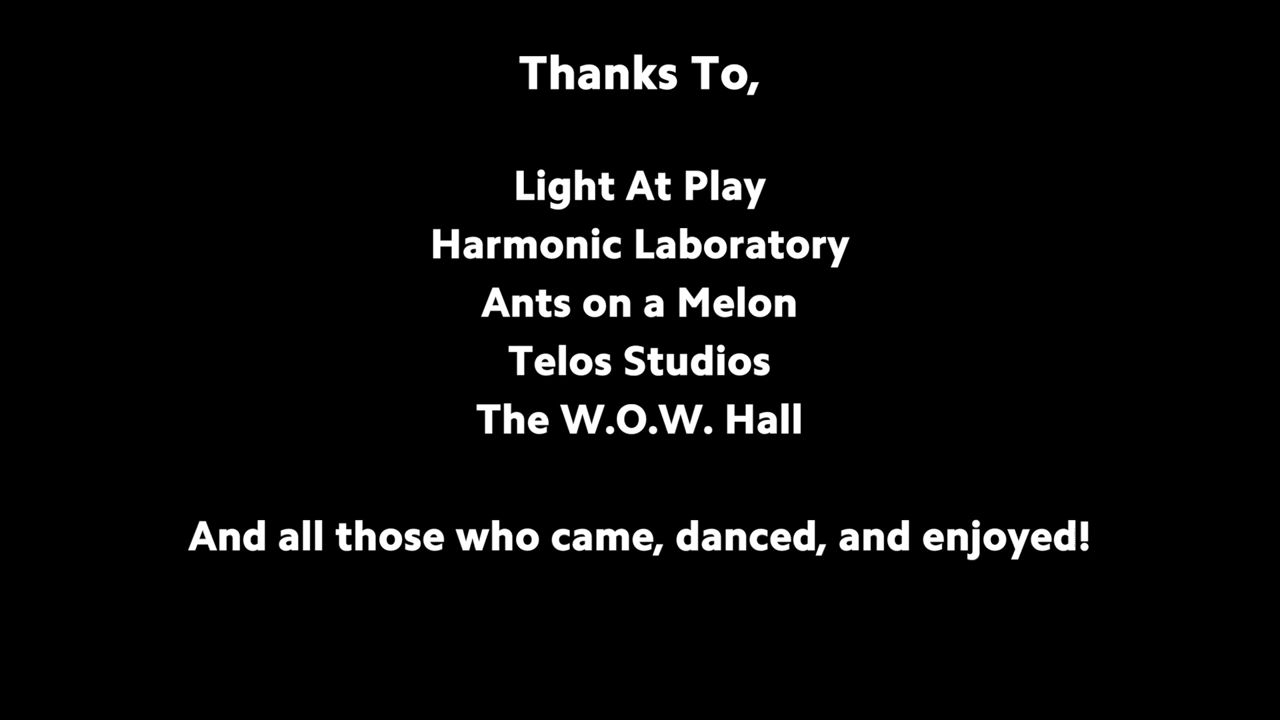 Thanks To,
Light At Play
Harmonic Laboratory
Ants on a Melon
Telos Studios
The W.O.W. Hall
And all those who came, danced, and enjoyed!